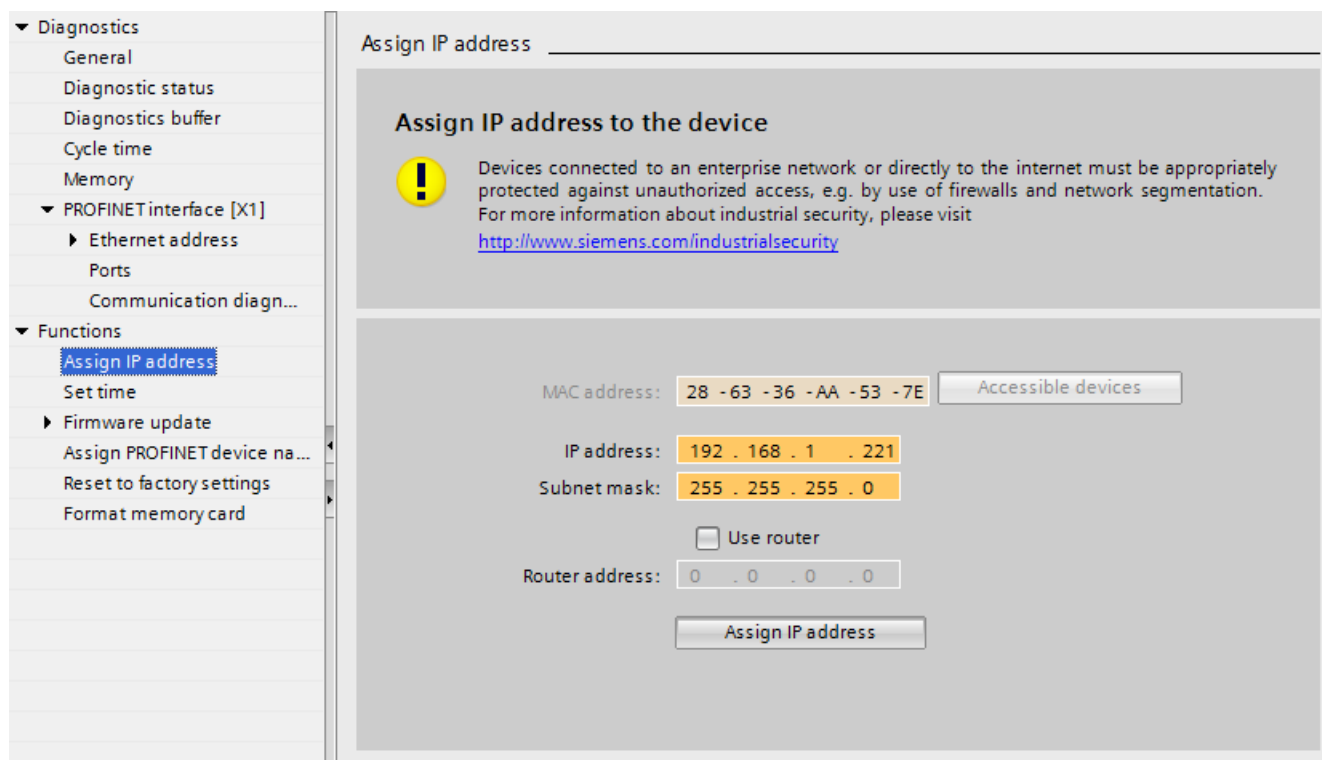 Diagnostics
General
Diagnostic status
Diagnostics buffer
Cycle time
Memory
PROFINET interface [X1]
Ethernet address
Ports
Communication diagn...
Functions
Assign IP address
Set time
Firmware update
Assign PROFINET device na...
Reset to factory settings
Format memory card
Assign IP address
Assign IP address to the device
Devices connected to an enterprise network or directly to the internet must be appropriately
protected against unauthorized access, e.g. by use of firewalls and network segmentation.
For more information about industrial security, please visit
http://www.siemens.com/industrialsecurity
MAC address: 28 -63 -36 -AA -53 -7E Accessible devices
IP address: 192 . 168 . 1 . 221
Subnet mask: 255 . 255 . 255 . 0
Use router
Router address: 0 . 0 . 0 . 0
Assign IP address